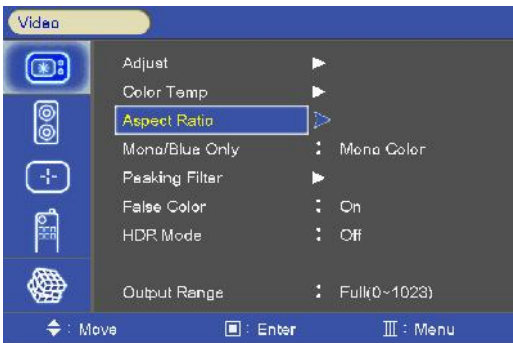 Video
Adjust ▶
Color Temp ▶
Aspect Ratio ▷
Mono/Blue Only : Mono Color
Peaking Filter ▶
False Color : On
HDR Mode : Off
Output Range : Full(0~1023)
: Move : Enter Ⅲ : Menu